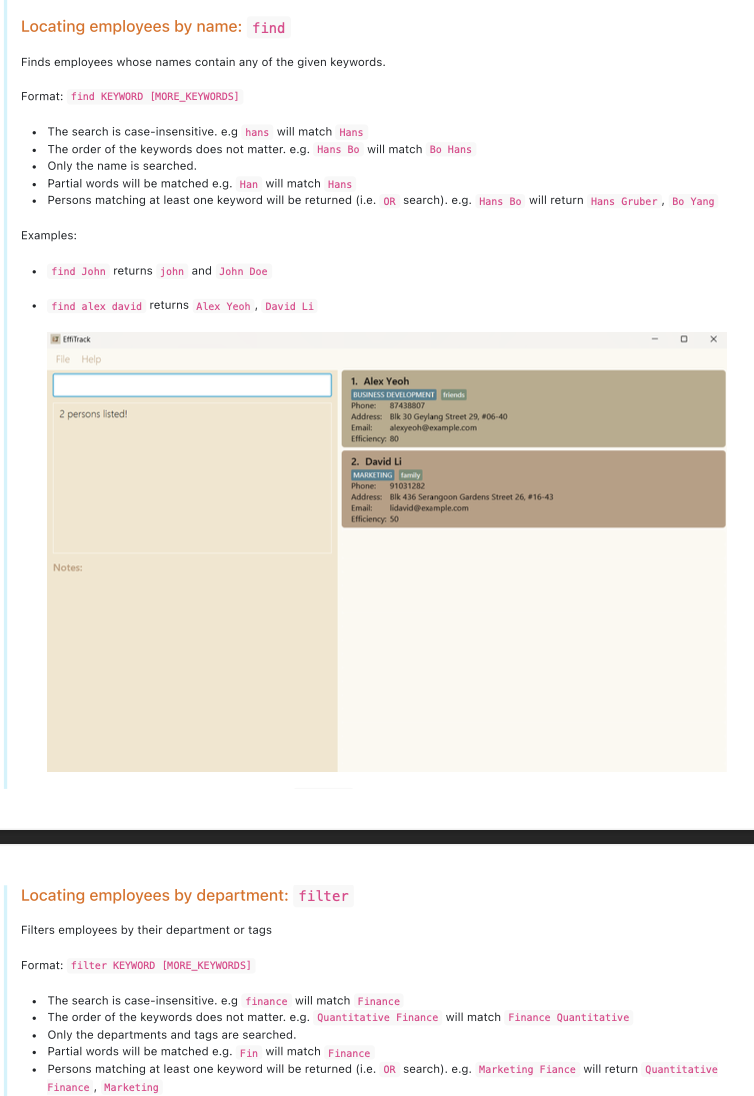 Locating employees by name: find
Finds employees whose names contain any of the given keywords.
Format: find KEYWORD [MORE_KEYWORDS]
• The search is case-insensitive. e.g hans will match Hans
• The order of the keywords does not matter. e.g. Hans Bo will match Bo Hans
• Only the name is searched.
• Partial words will be matched e.g. Han will match Hans
• Persons matching at least one keyword will be returned (i.e. OR search). e.g. Hans Bo will return Hans Gruber, Bo Yang
Examples:
• find John returns john and John Doe
• find alex david returns Alex Yeoh, David Li
EffiTrack
File Help
2 persons listed!
Notes:
1. Alex Yeoh
BUSINESS DEVELOPMENT friends
Phone: 87438807
Address: Blk 30 Geylang Street 29, #06-40
Email: alexyeoh@example.com
Efficiency: 80
2. David Li
MARKETING family
Phone: 91031282
Address: Blk 436 Serangoon Gardens Street 26, #16-43
Email: lidavid@example.com
Efficiency: 50
Locating employees by department: filter
Filters employees by their department or tags
Format: filter KEYWORD [MORE_KEYWORDS]
• The search is case-insensitive. e.g finance will match Finance
• The order of the keywords does not matter. e.g. Quantitative Finance will match Finance Quantitative
• Only the departments and tags are searched.
• Partial words will be matched e.g. Fin will match Finance
• Persons matching at least one keyword will be returned (i.e. OR search). e.g. Marketing Fiance will return Quantitative
Finance, Marketing